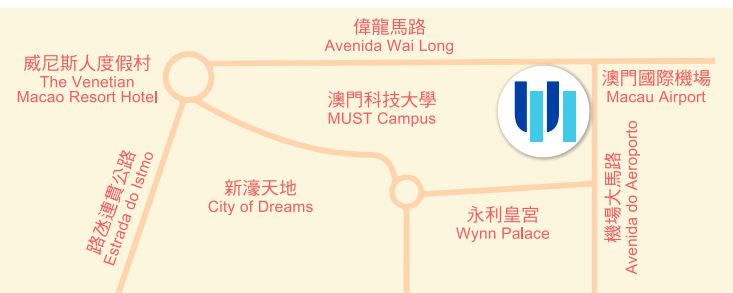 偉龍馬路
Avenida Wai Long
威尼斯人度假村
The Venetian
Macao Resort Hotel
澳門國際機場
Macau Airport
澳門科技大學
MUST Campus
路氹連貫公路
Estrada do Istmo
新濠天地
City of Dreams
永利皇宮
Wynn Palace
機場大馬路
Avenida do Aeroporto